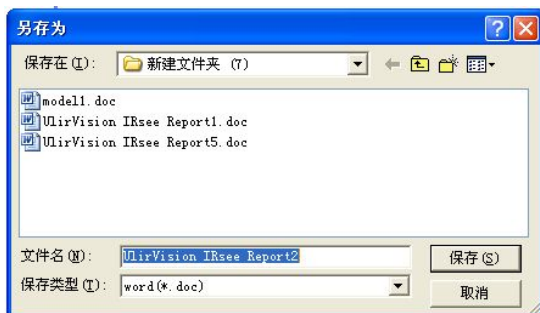 另存为
保存在(I): 新建文件夹 (7)
model1.doc
UlirVision IRsee Report1.doc
UlirVision IRsee Report5.doc
文件名(N): UlirVision IRsee Report2 保存(S)
保存类型(T): word(*.doc) 取消